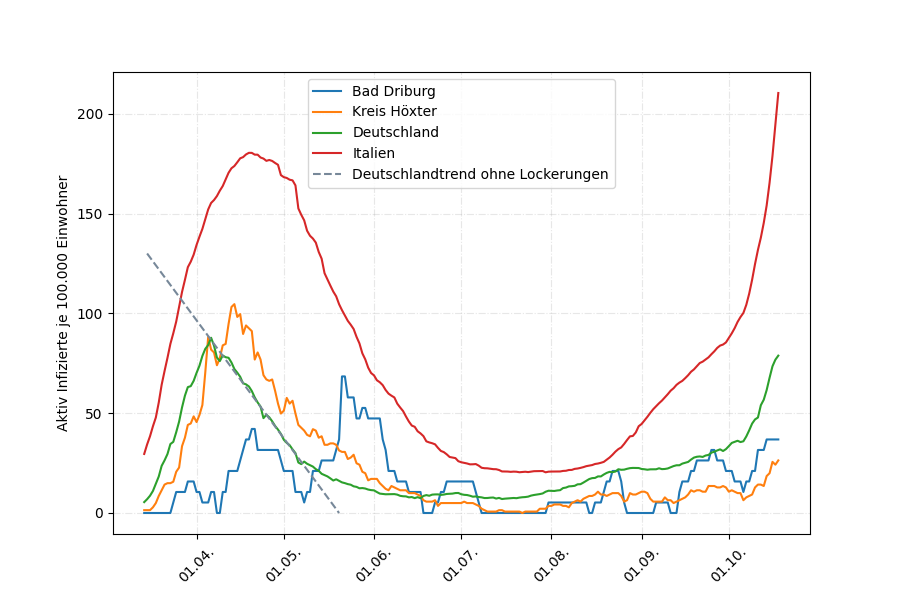 Bad Driburg
Kreis Höxter
Deutschland
Italien
Deutschlandtrend ohne Lockerungen
Aktiv Infizierte je 100.000 Einwohner
200
150
100
50
0
01.04.
01.05.
01.06.
01.07.
01.08.
01.09.
01.10.